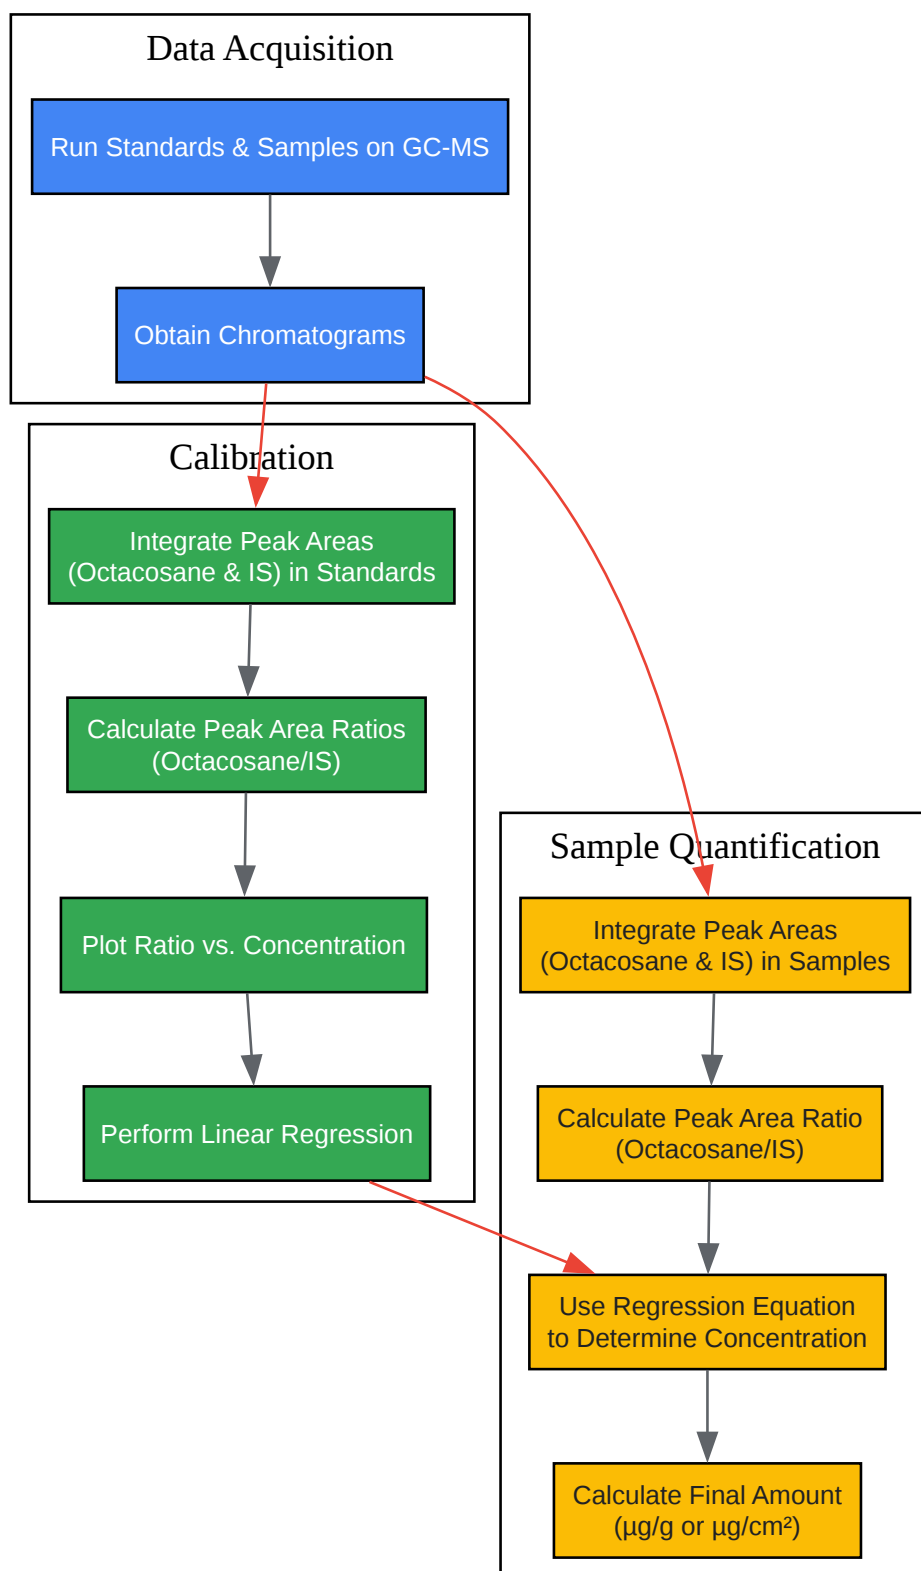 Data Acquisition
Run Standards & Samples on GC-MS
Obtain Chromatograms
Calibration
Integrate Peak Areas
(Octacosane & IS) in Standards
Calculate Peak Area Ratios
(Octacosane/IS)
Plot Ratio vs. Concentration
Perform Linear Regression
Sample Quantification
Integrate Peak Areas
(Octacosane & IS) in Samples
Calculate Peak Area Ratio
(Octacosane/IS)
Use Regression Equation
to Determine Concentration
Calculate Final Amount
(µg/g or µg/cm²)